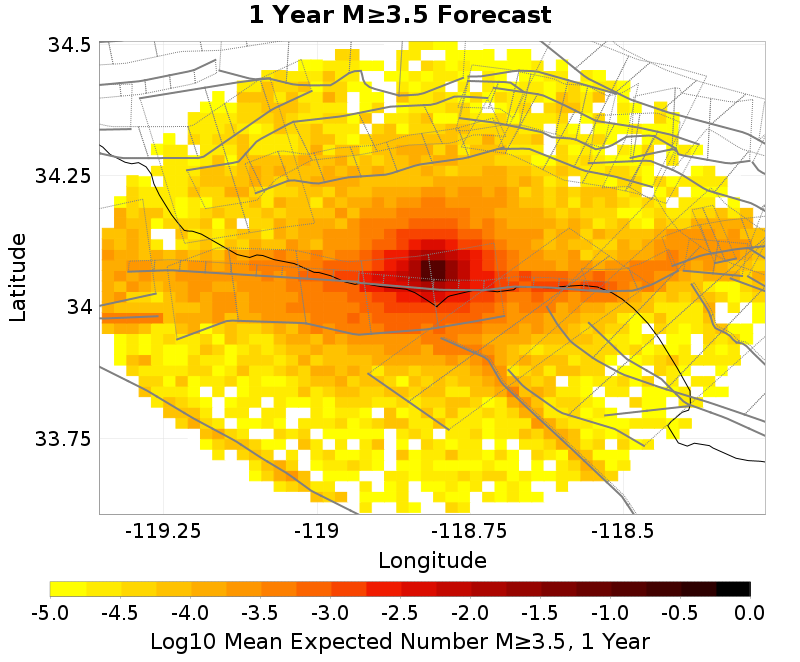 1 Year M≥3.5 Forecast
34.5
34.25
34
33.75
Latitude
-119.25 -119 -118.75 -118.5
Longitude
-5.0 -4.5 -4.0 -3.5 -3.0 -2.5 -2.0 -1.5 -1.0 -0.5 0.0
Log10 Mean Expected Number M≥3.5, 1 Year